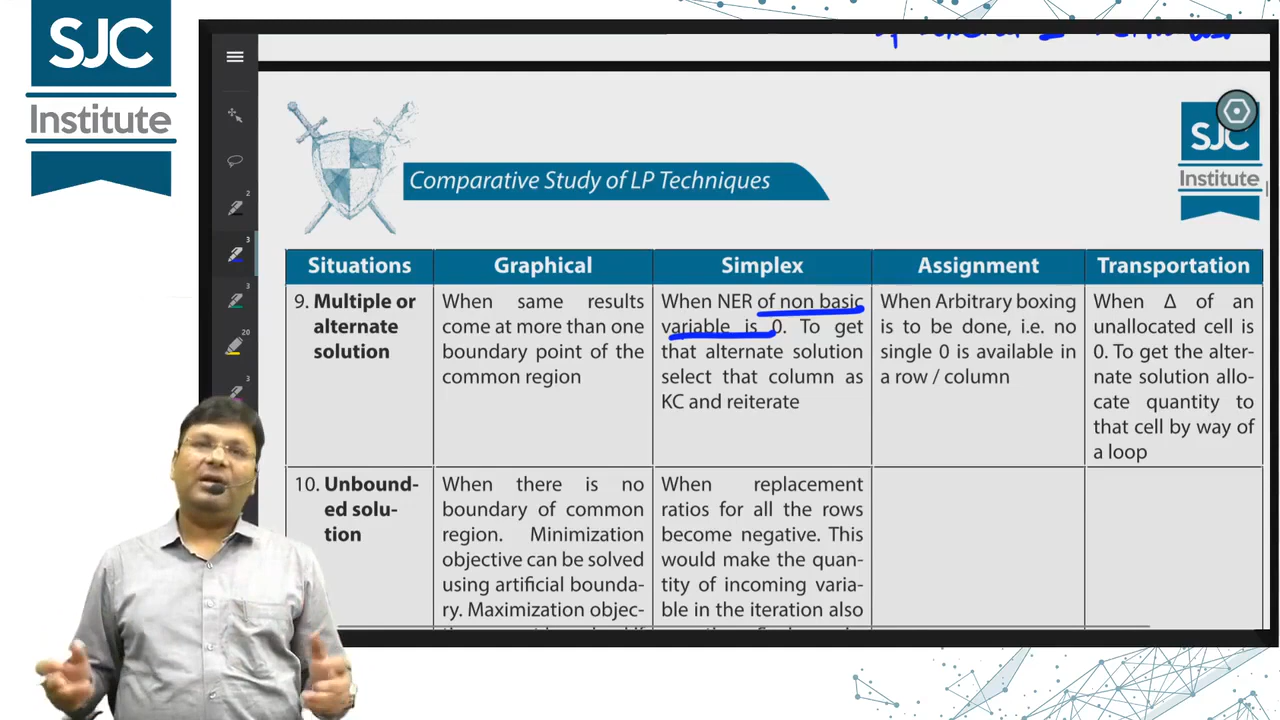 SJC
Institute
SJC
Institute
Comparative Study of LP Techniques
Situations
Graphical
Simplex
Assignment
Transportation
9. Multiple or
alternate
solution
When same results
come at more than one
boundary point of the
common region
When NER of non basic
variable is 0. To get
that alternate solution
select that column as
KC and reiterate
When Arbitrary boxing
is to be done, i.e. no
single 0 is available in
a row / column
When Δ of an
unallocated cell is
0. To get the alter-
nate solution allo-
cate quantity to
that cell by way of
a loop
10. Unbound-
ed solu-
tion
When there is no
boundary of common
region. Minimization
objective can be solved
using artificial bounda-
ry. Maximization objec-
When replacement
ratios for all the rows
become negative. This
would make the quan-
tity of incoming varia-
ble in the iteration also
2
3
3
20
3